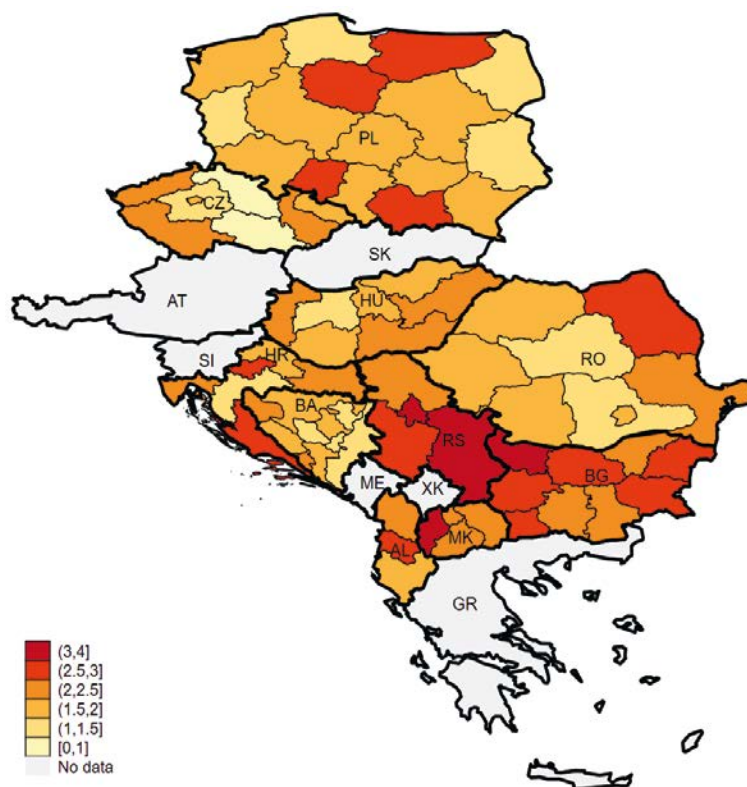 PL
CZ
SK
AT
HU
SI
HR
RO
BA
RS
ME
XK
BG
MK
AL
GR
(3,4]
(2.5,3]
(2,2.5]
(1.5,2]
(1,1.5]
[0,1]
No data